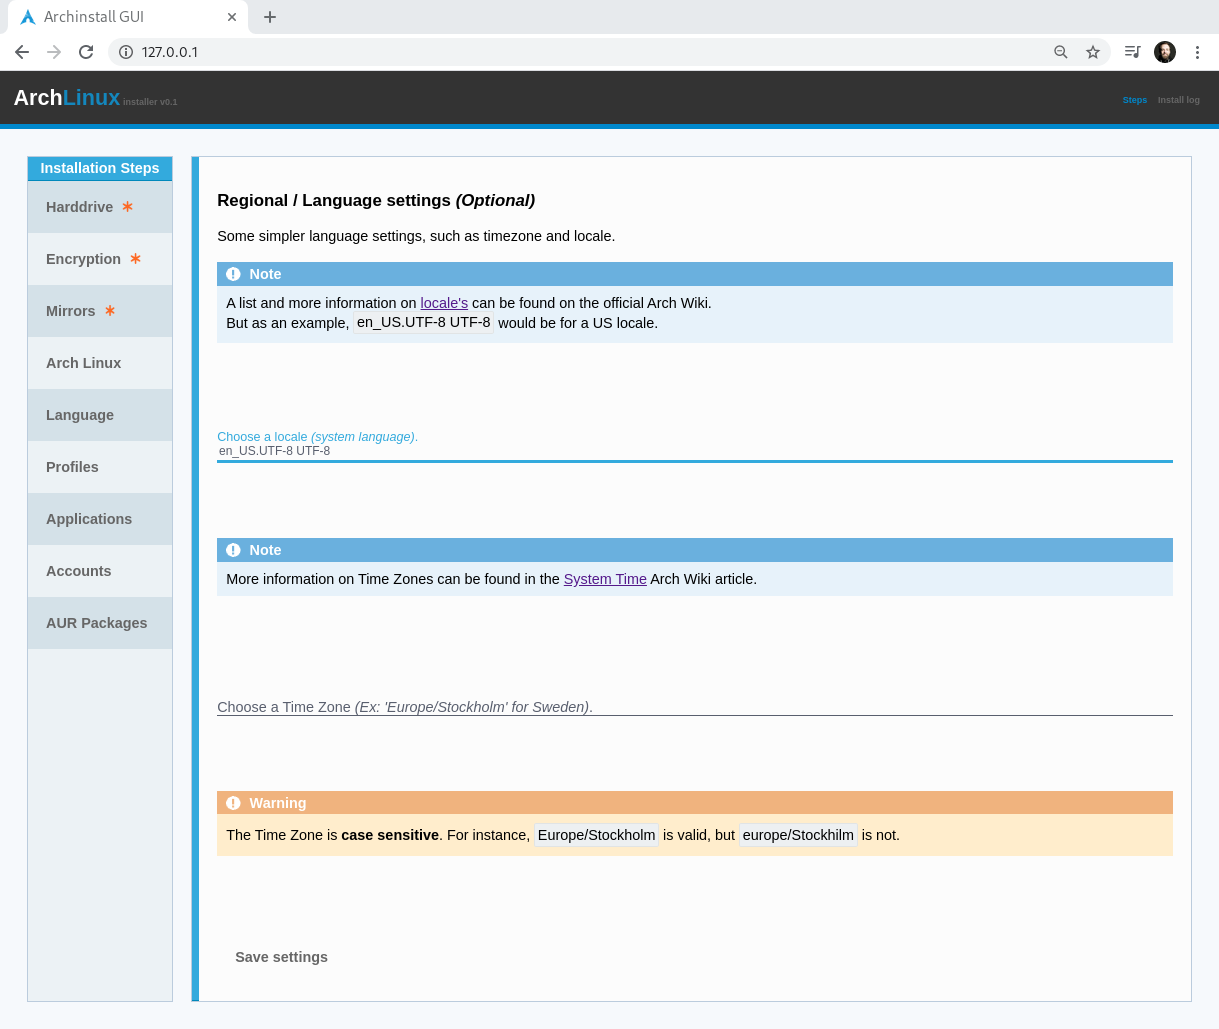 Archinstall GUI
127.0.0.1
ArchLinux installer v0.1
Steps Install log
Installation Steps
Harddrive *
Encryption *
Mirrors *
Arch Linux
Language
Profiles
Applications
Accounts
AUR Packages
Regional / Language settings (Optional)
Some simpler language settings, such as timezone and locale.
Note
A list and more information on locale's can be found on the official Arch Wiki.
But as an example, en_US.UTF-8 UTF-8 would be for a US locale.
Choose a locale (system language).
en_US.UTF-8 UTF-8
Note
More information on Time Zones can be found in the System Time Arch Wiki article.
Choose a Time Zone (Ex: 'Europe/Stockholm' for Sweden).
Warning
The Time Zone is case sensitive. For instance, Europe/Stockholm is valid, but europe/Stockhilm is not.
Save settings